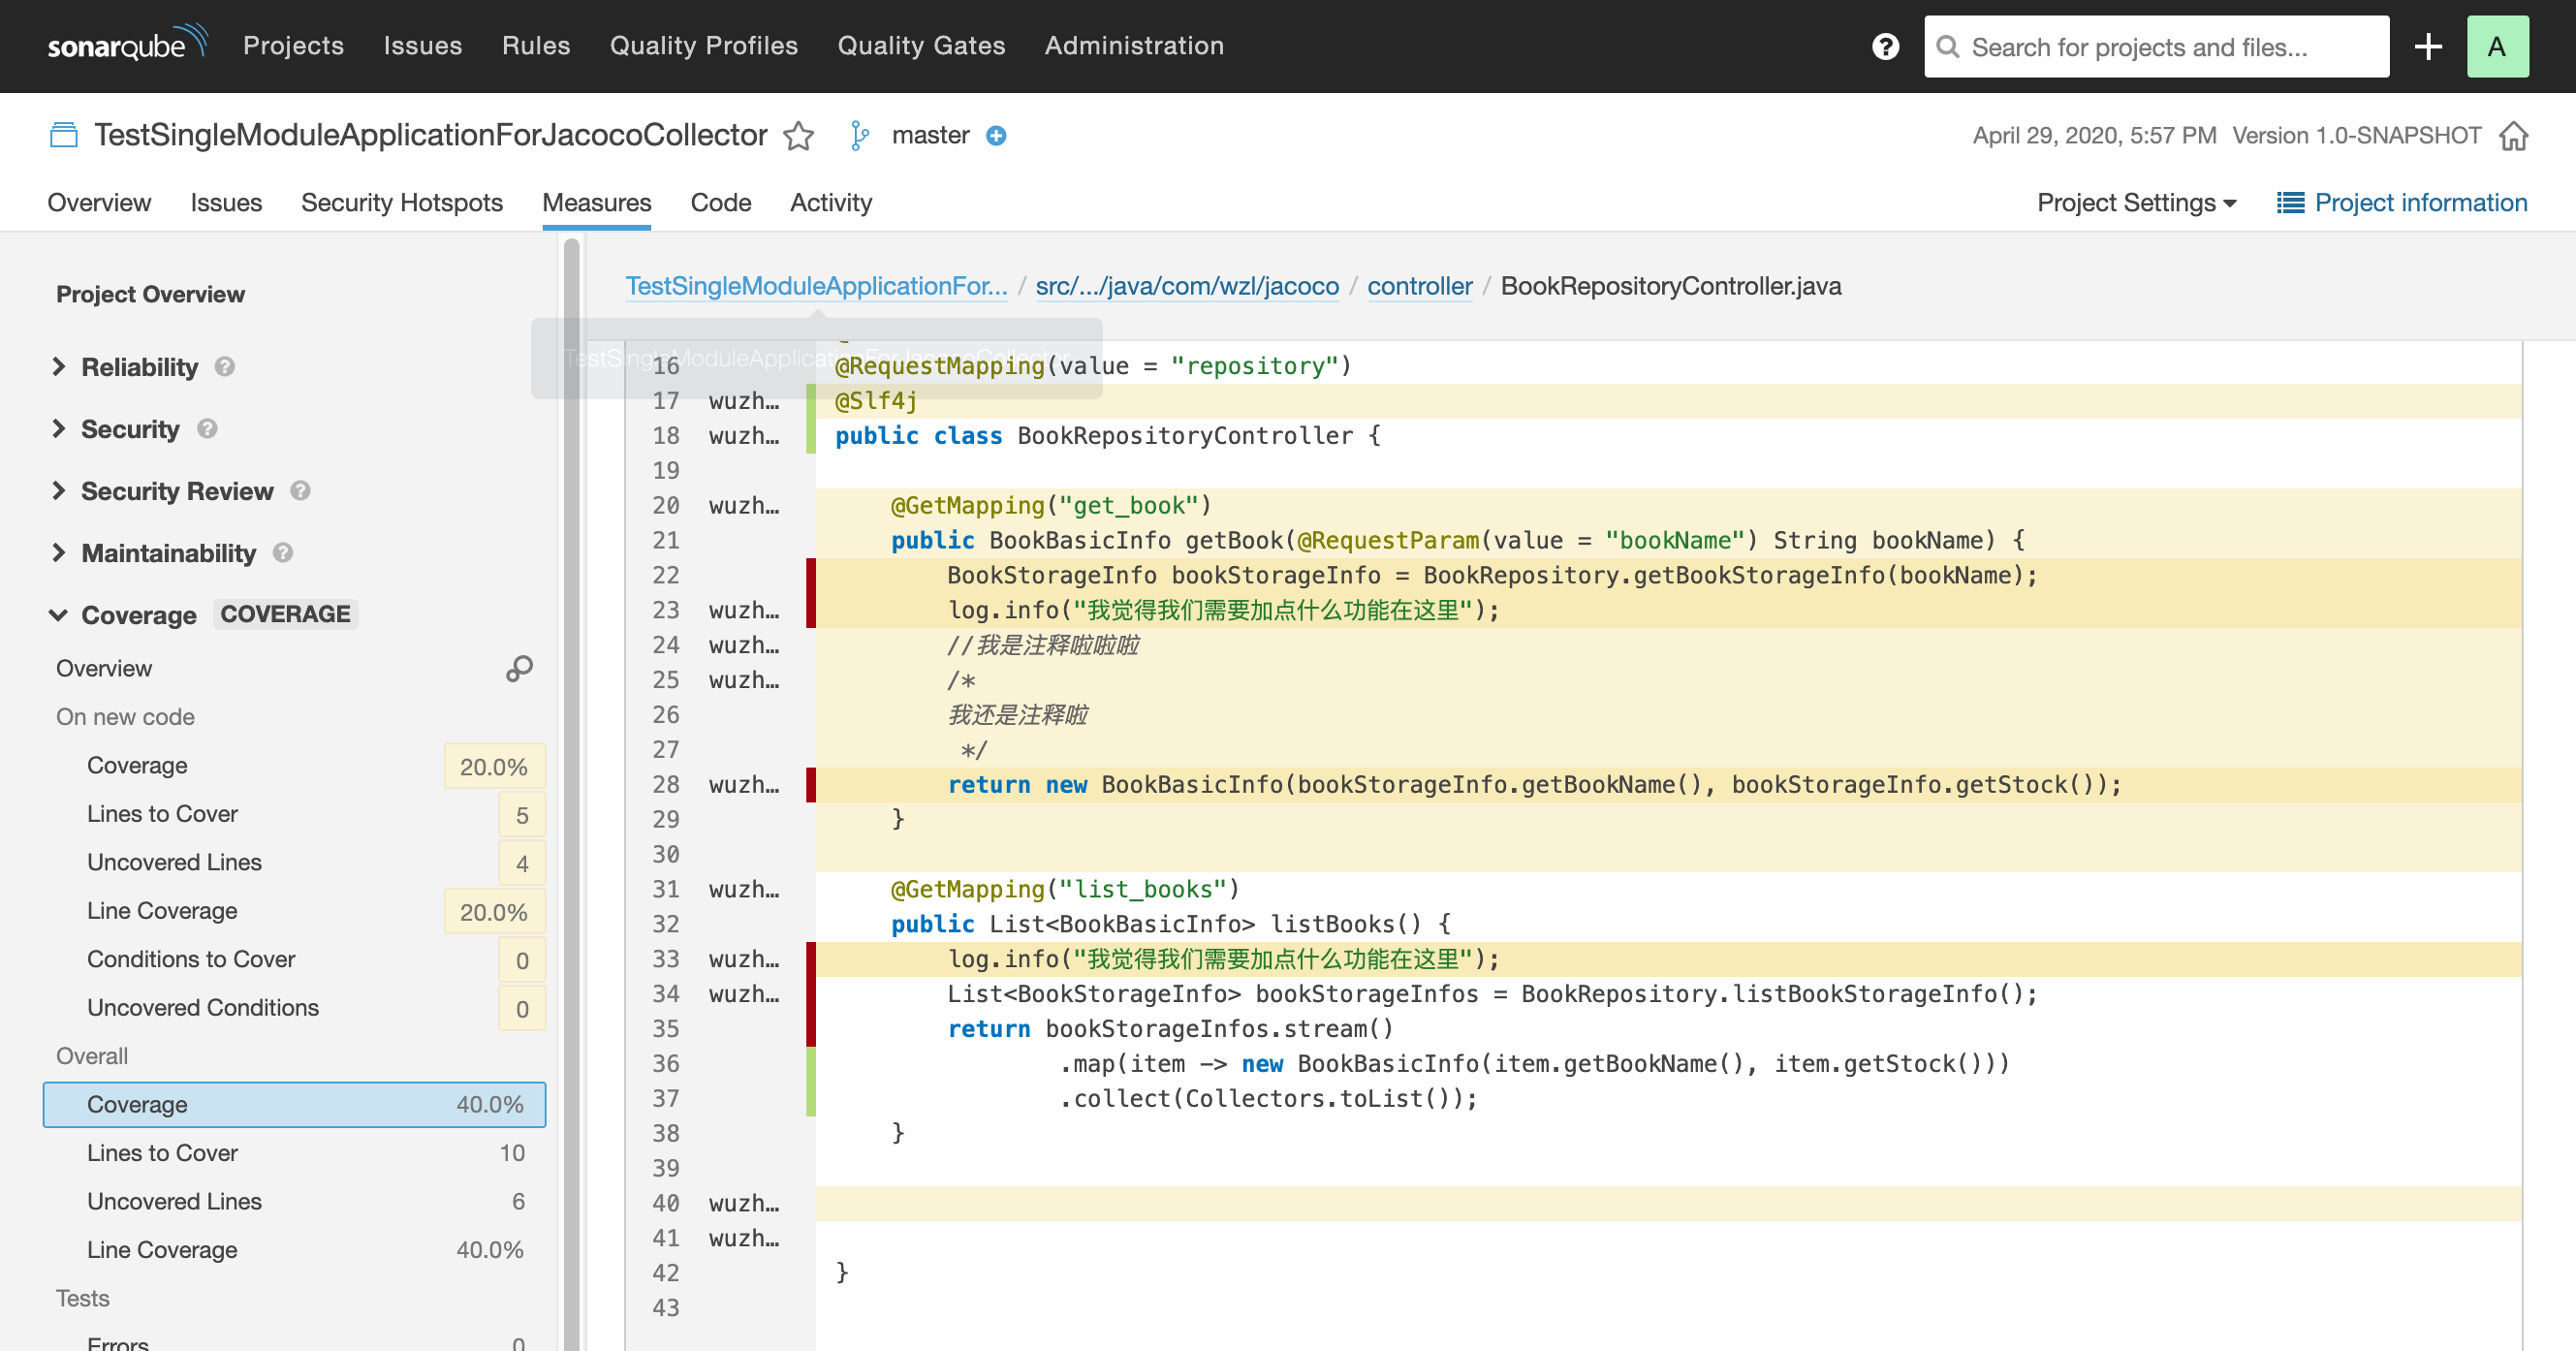 sonarqube Projects Issues Rules Quality Profiles Quality Gates Administration Search for projects and files... A
TestSingleModuleApplicationForJacocoCollector master April 29, 2020, 5:57 PM Version 1.0-SNAPSHOT
Overview Issues Security Hotspots Measures Code Activity Project Settings Project information
Project Overview
Reliability
Security
Security Review
Maintainability
Coverage COVERAGE
Overview
On new code
Coverage 20.0%
Lines to Cover 5
Uncovered Lines 4
Line Coverage 20.0%
Conditions to Cover 0
Uncovered Conditions 0
Overall
Coverage 40.0%
Lines to Cover 10
Uncovered Lines 6
Line Coverage 40.0%
Tests
Errors 0
TestSingleModuleApplicationFor... / src/.../java/com/wzl/jacoco / controller / BookRepositoryController.java
TestSingleModuleApplicationForJacocoCollector
16 @RequestMapping(value = "repository")
17 wuzh… @Slf4j
18 wuzh… public class BookRepositoryController {
19
20 wuzh… @GetMapping("get_book")
21 public BookBasicInfo getBook(@RequestParam(value = "bookName") String bookName) {
22 BookStorageInfo bookStorageInfo = BookRepository.getBookStorageInfo(bookName);
23 wuzh… log.info("我觉得我们需要加点什么功能在这里");
24 wuzh… //我是注释啦啦啦
25 wuzh… /*
26 我还是注释啦
27 */
28 wuzh… return new BookBasicInfo(bookStorageInfo.getBookName(), bookStorageInfo.getStock());
29 }
30
31 wuzh… @GetMapping("list_books")
32 public List<BookBasicInfo> listBooks() {
33 wuzh… log.info("我觉得我们需要加点什么功能在这里");
34 wuzh… List<BookStorageInfo> bookStorageInfos = BookRepository.listBookStorageInfo();
35 return bookStorageInfos.stream()
36 .map(item -> new BookBasicInfo(item.getBookName(), item.getStock()))
37 .collect(Collectors.toList());
38 }
39
40 wuzh…
41 wuzh…
42 }
43